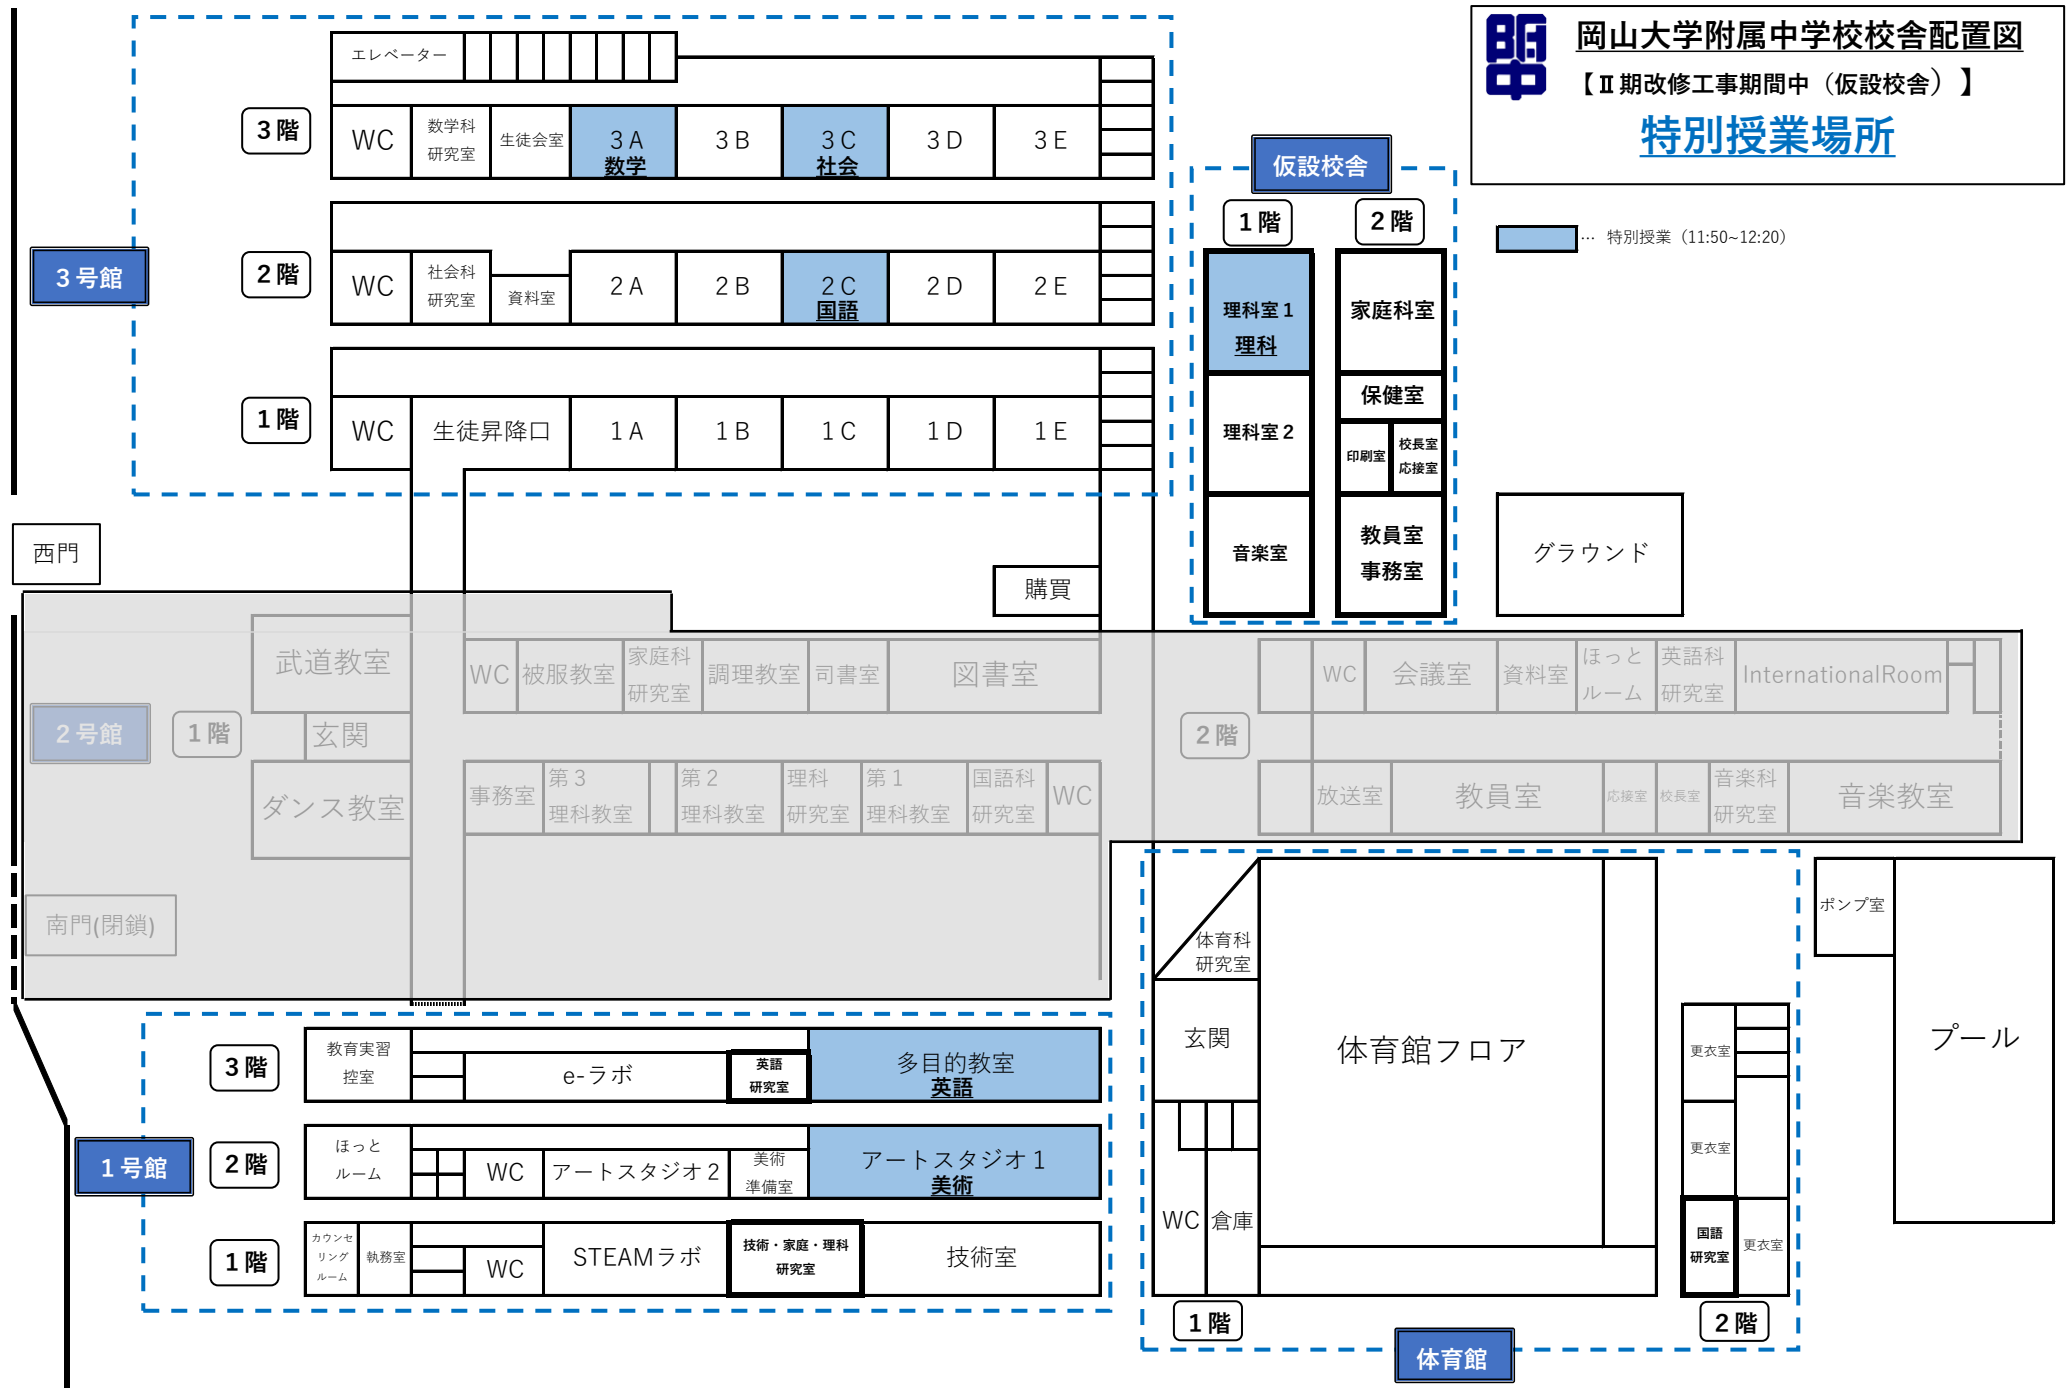 岡山大学附属中学校校舎配置図
【Ⅱ期改修工事期間中（仮設校舎）】
特別授業場所
… 特別授業（11:50~12:20）
3号館
3階
エレベーター
WC
数学科
研究室
生徒会室
3A
数学
3B
3C
社会
3D
3E
2階
WC
社会科
研究室
資料室
2A
2B
2C
国語
2D
2E
1階
WC
生徒昇降口
1A
1B
1C
1D
1E
仮設校舎
1階
理科室1
理科
理科室2
音楽室
2階
家庭科室
保健室
印刷室
校長室
応接室
教員室
事務室
グラウンド
西門
購買
2号館
1階
武道教室
玄関
ダンス教室
WC
被服教室
家庭科
研究室
調理教室
司書室
図書室
事務室
第3
理科教室
第2
理科教室
理科
研究室
第1
理科教室
国語科
研究室
WC
2階
WC
会議室
資料室
ほっと
ルーム
英語科
研究室
InternationalRoom
放送室
教員室
応接室
校長室
音楽科
研究室
音楽教室
南門(閉鎖)
1号館
3階
教育実習
控室
e-ラボ
英語
研究室
多目的教室
英語
2階
ほっと
ルーム
WC
アートスタジオ2
美術
準備室
アートスタジオ1
美術
1階
カウンセ
リング
ルーム
執務室
WC
STEAMラボ
技術・家庭・理科
研究室
技術室
体育科
研究室
玄関
WC
倉庫
体育館フロア
1階
更衣室
更衣室
国語
研究室
更衣室
2階
体育館
ポンプ室
プール